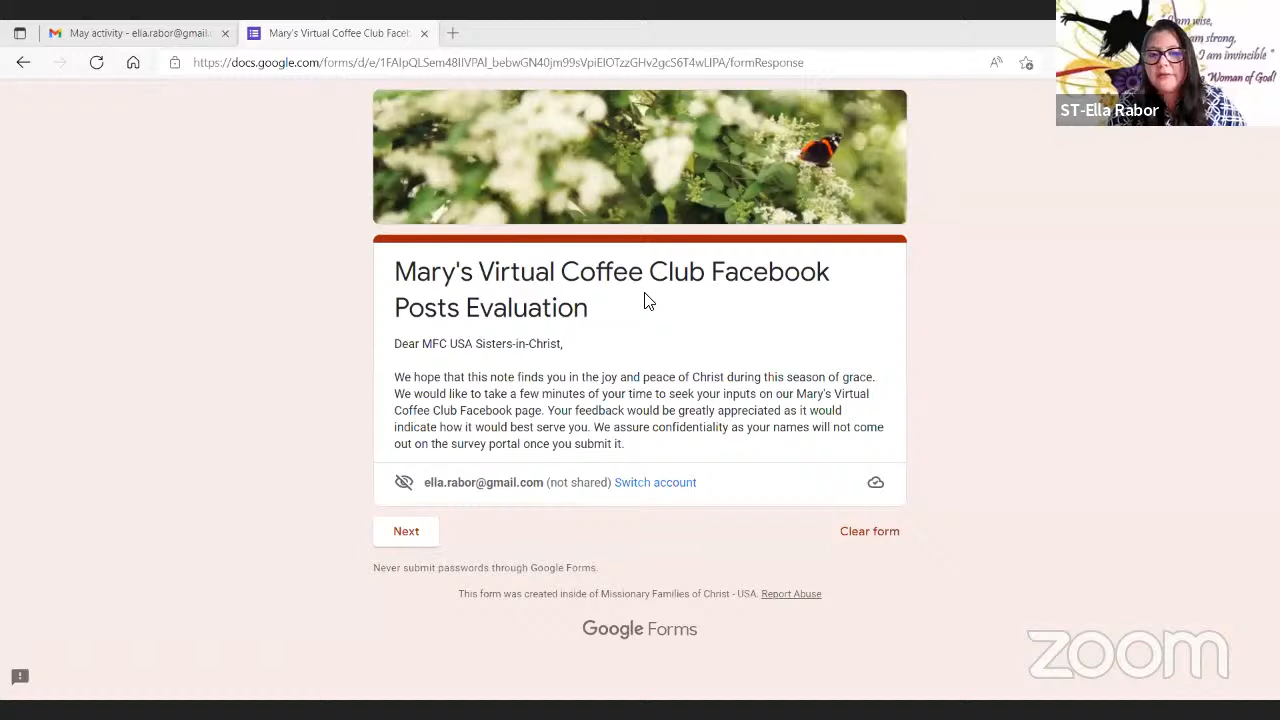 May activity - ella.rabor@gmail.
Mary's Virtual Coffee Club Faceb
"I am wise,
am strong,
I am invincible"
Woman of God!
ST-Ella Rabor
Mary's Virtual Coffee Club Facebook
Posts Evaluation
Dear MFC USA Sisters-in-Christ,
We hope that this note finds you in the joy and peace of Christ during this season of grace.
We would like to take a few minutes of your time to seek your inputs on our Mary's Virtual
Coffee Club Facebook page. Your feedback would be greatly appreciated as it would
indicate how it would best serve you. We assure confidentiality as your names will not come
out on the survey portal once you submit it.
ella.rabor@gmail.com (not shared) Switch account
Next
Clear form
Never submit passwords through Google Forms.
This form was created inside of Missionary Families of Christ - USA. Report Abuse
Google Forms
zoom